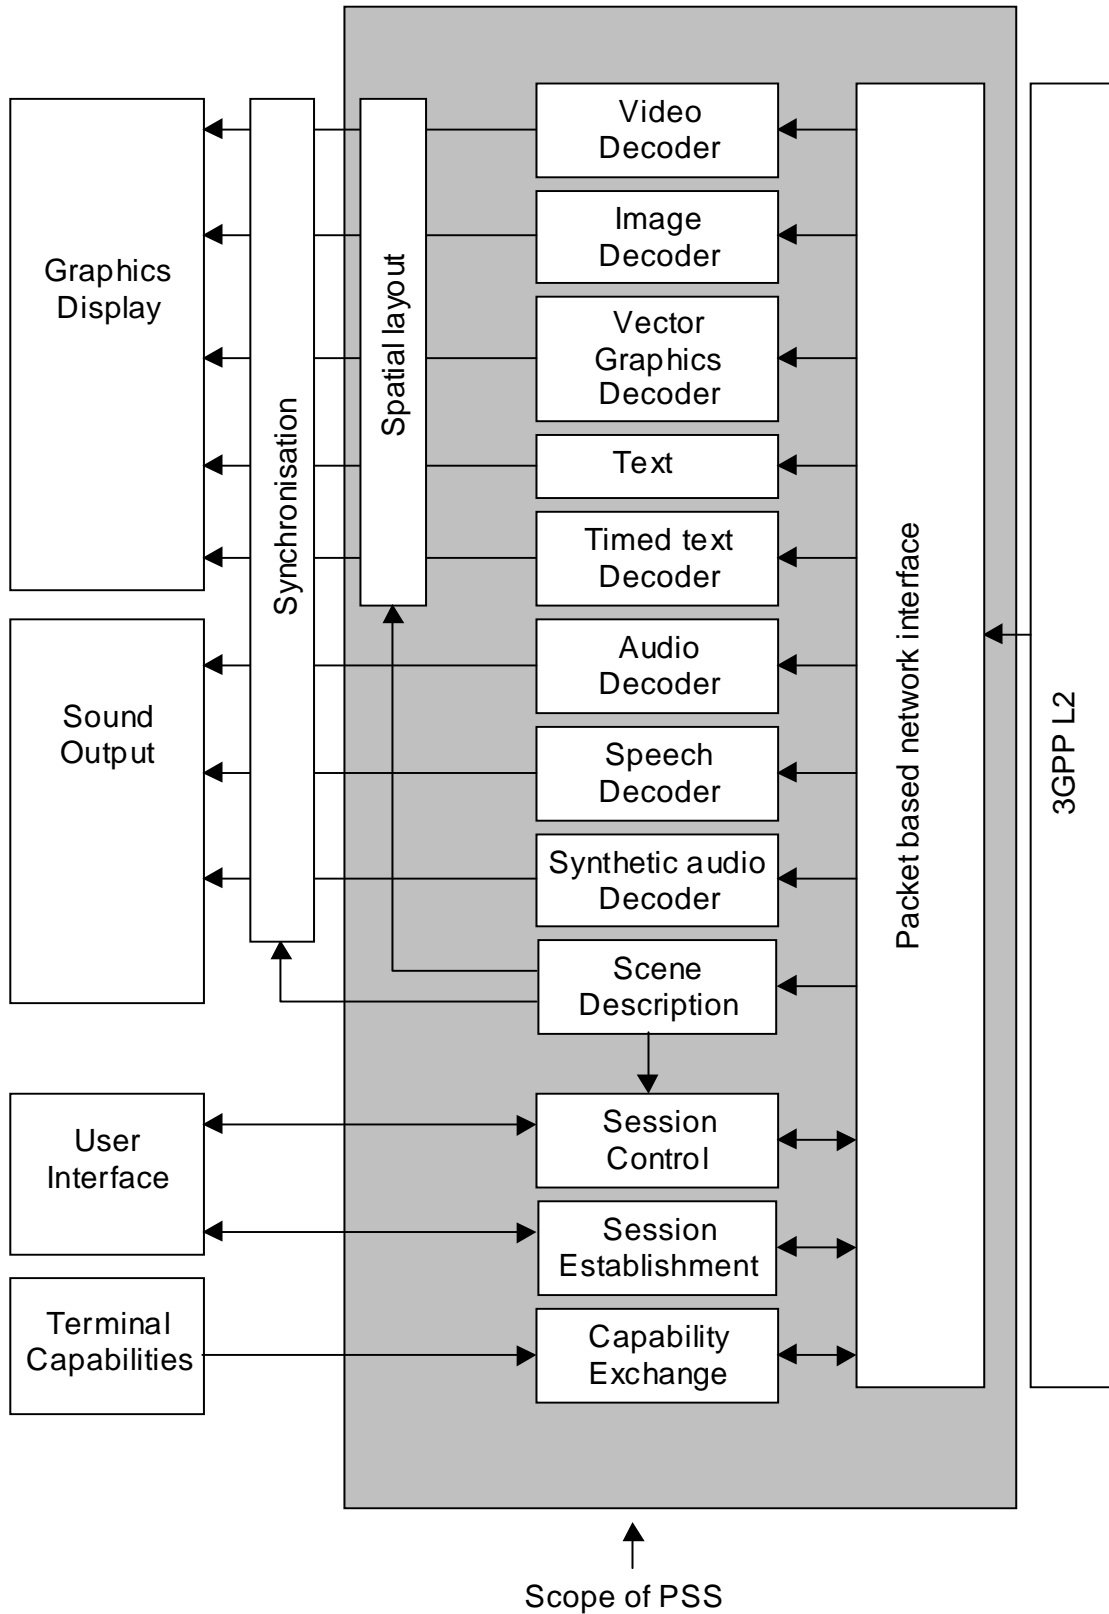 Graphics
Display
Sound
Output
User
Interface
Terminal
Capabilities
Synchronisation
Spatial layout
Video
Decoder
Image
Decoder
Vector
Graphics
Decoder
Text
Timed text
Decoder
Audio
Decoder
Speech
Decoder
Synthetic audio
Decoder
Scene
Description
Session
Control
Session
Establishment
Capability
Exchange
Packet based network interface
3GPP L2
Scope of PSS